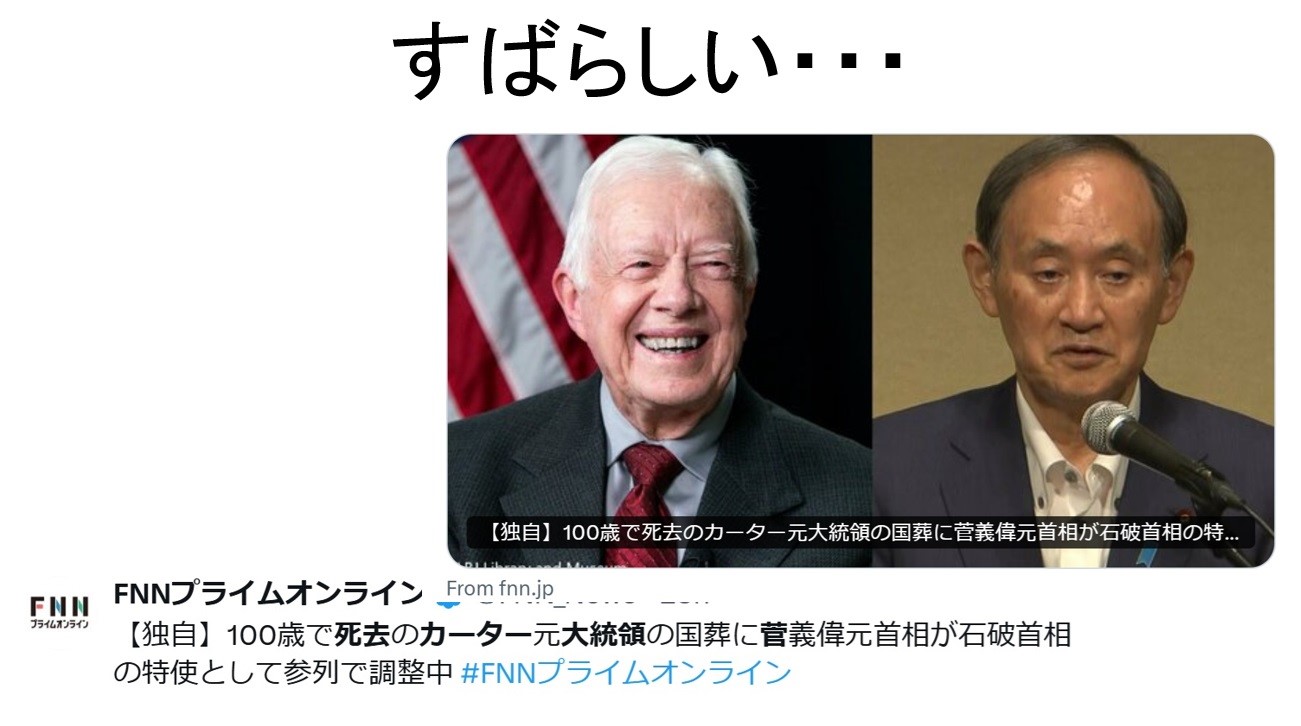 すばらしい・・・
【独自】100歳で死去のカーター元大統領の国葬に菅義偉元首相が石破首相の特...
From fnn.jp
FNN
プライムオンライン
FNNプライムオンライン
【独自】100歳で死去のカーター元大統領の国葬に菅義偉元首相が石破首相
の特使として参列で調整中 #FNNプライムオンライン